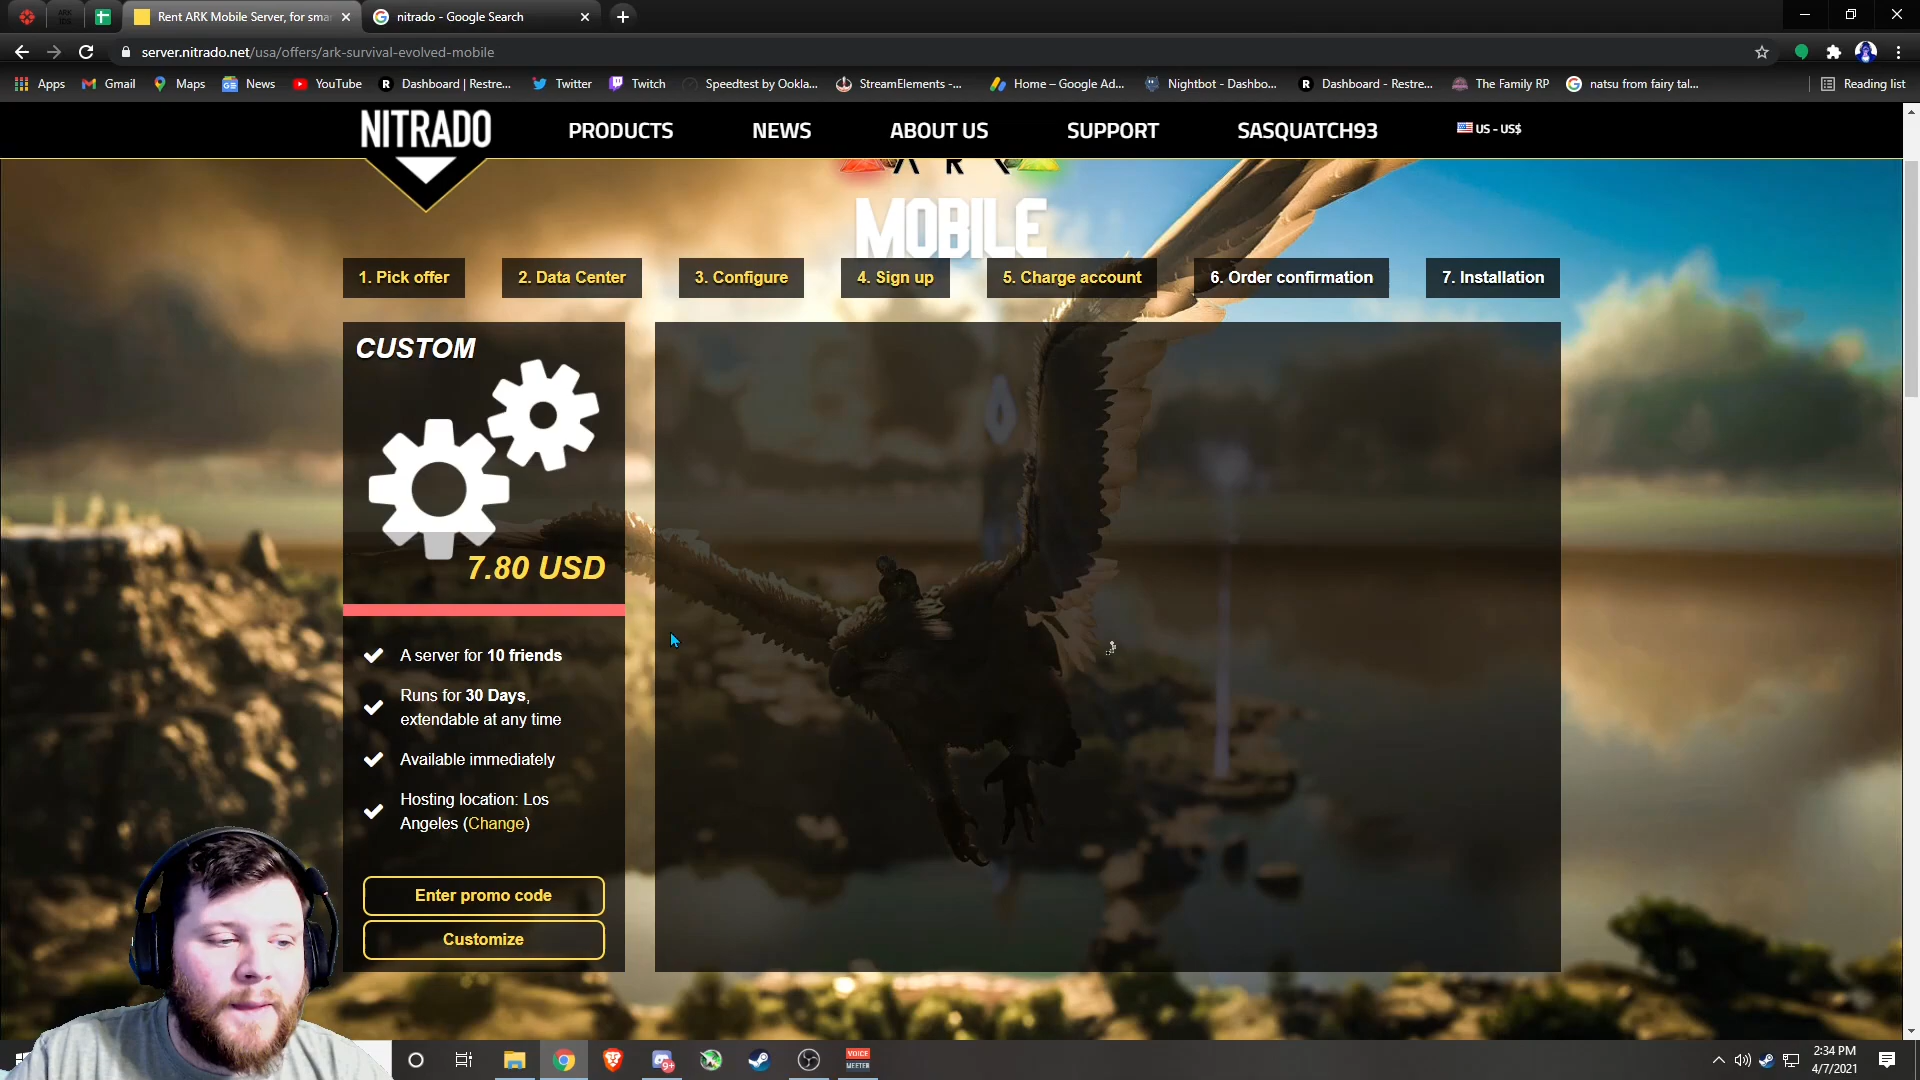 Rent ARK Mobile Server, for sma
nitrado - Google Search
server.nitrado.net/usa/offers/ark-survival-evolved-mobile
Apps
Gmail
Maps
News
YouTube
Dashboard | Restre...
Twitter
Twitch
Speedtest by Ookla...
StreamElements -...
Home – Google Ad...
Nightbot - Dashbo...
Dashboard - Restre...
The Family RP
natsu from fairy tal...
Reading list
NITRADO
PRODUCTS
NEWS
ABOUT US
SUPPORT
SASQUATCH93
US - US$
ARK
MOBILE
1. Pick offer
2. Data Center
3. Configure
4. Sign up
5. Charge account
6. Order confirmation
7. Installation
CUSTOM
7.80 USD
A server for 10 friends
Runs for 30 Days,
extendable at any time
Available immediately
Hosting location: Los
Angeles (Change)
Enter promo code
Customize
9+
VOICE
MEETER
2:34 PM
4/7/2021